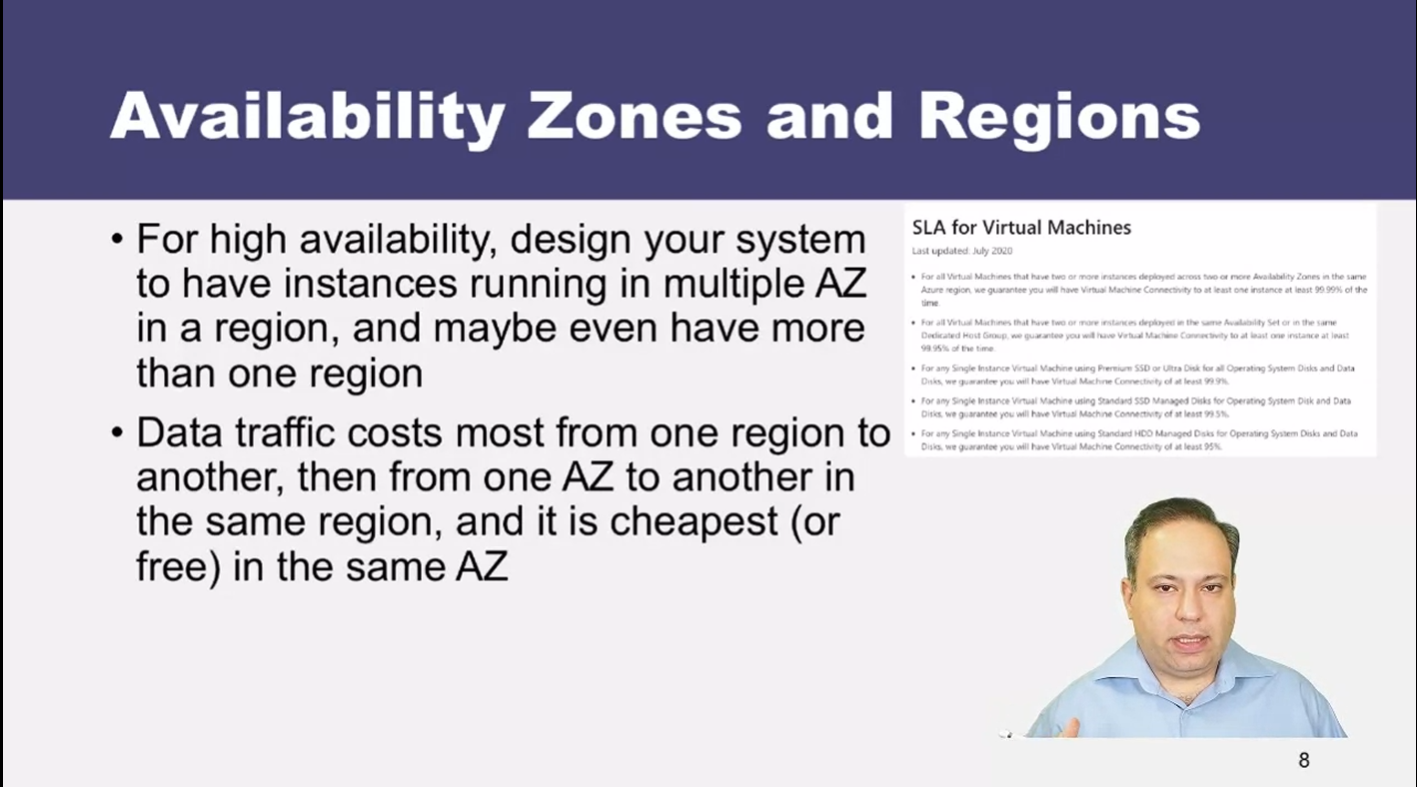 Availability Zones and Regions
• For high availability, design your system
to have instances running in multiple AZ
in a region, and maybe even have more
than one region
• Data traffic costs most from one region to
another, then from one AZ to another in
the same region, and it is cheapest (or
free) in the same AZ
SLA for Virtual Machines
Last updated: July 2020
• For all Virtual Machines that have two or more instances deployed across two or more Availability Zones in the same
Azure region, we guarantee you will have Virtual Machine Connectivity to at least one instance at least 99.99% of the
time.
• For all Virtual Machines that have two or more instances deployed in the same Availability Set or in the same
Dedicated Host Group, we guarantee you will have Virtual Machine Connectivity to at least one instance at least
99.95% of the time.
• For any Single Instance Virtual Machine using Premium SSD or Ultra Disk for all Operating System Disks and Data
Disks, we guarantee you will have Virtual Machine Connectivity of at least 99.9%.
• For any Single Instance Virtual Machine using Standard SSD Managed Disks for Operating System Disk and Data
Disks, we guarantee you will have Virtual Machine Connectivity of at least 99.5%.
• For any Single Instance Virtual Machine using Standard HDD Managed Disks for Operating System Disks and Data
Disks, we guarantee you will have Virtual Machine Connectivity of at least 95%.
8